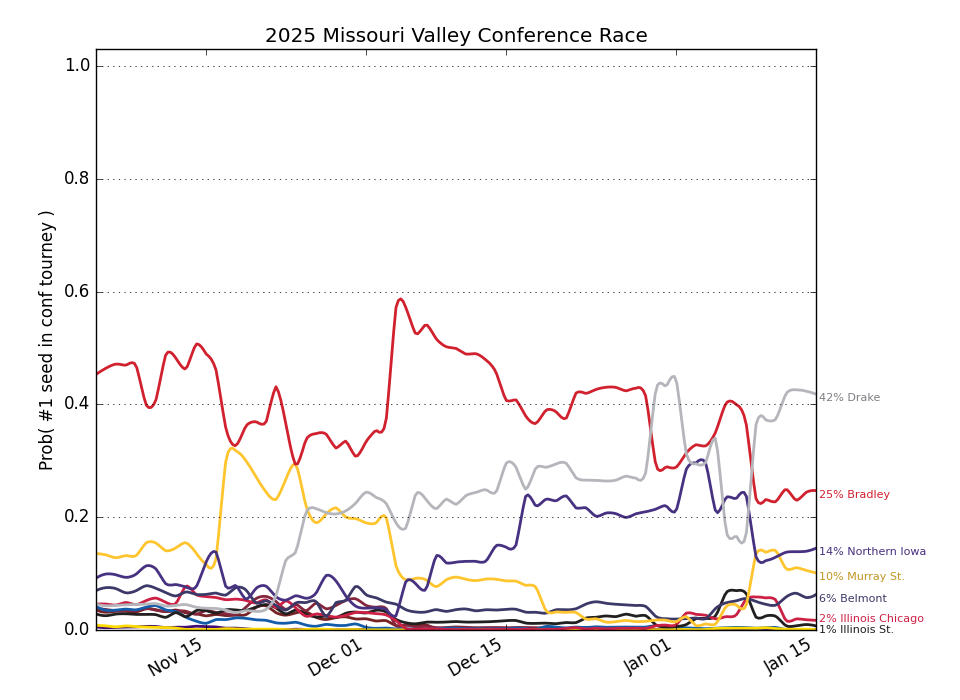 2025 Missouri Valley Conference Race
Prob( #1 seed in conf tourney )
1.0
0.8
0.6
0.4
0.2
0.0
42% Drake
25% Bradley
14% Northern Iowa
10% Murray St.
6% Belmont
2% Illinois Chicago
1% Illinois St.
Nov 15
Dec 01
Dec 15
Jan 01
Jan 15